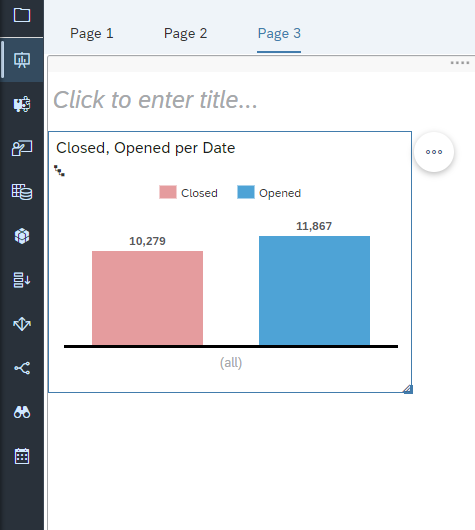 Page 1 Page 2 Page 3
Click to enter title...
Closed, Opened per Date
Closed Opened
11,867
10,279
(all)